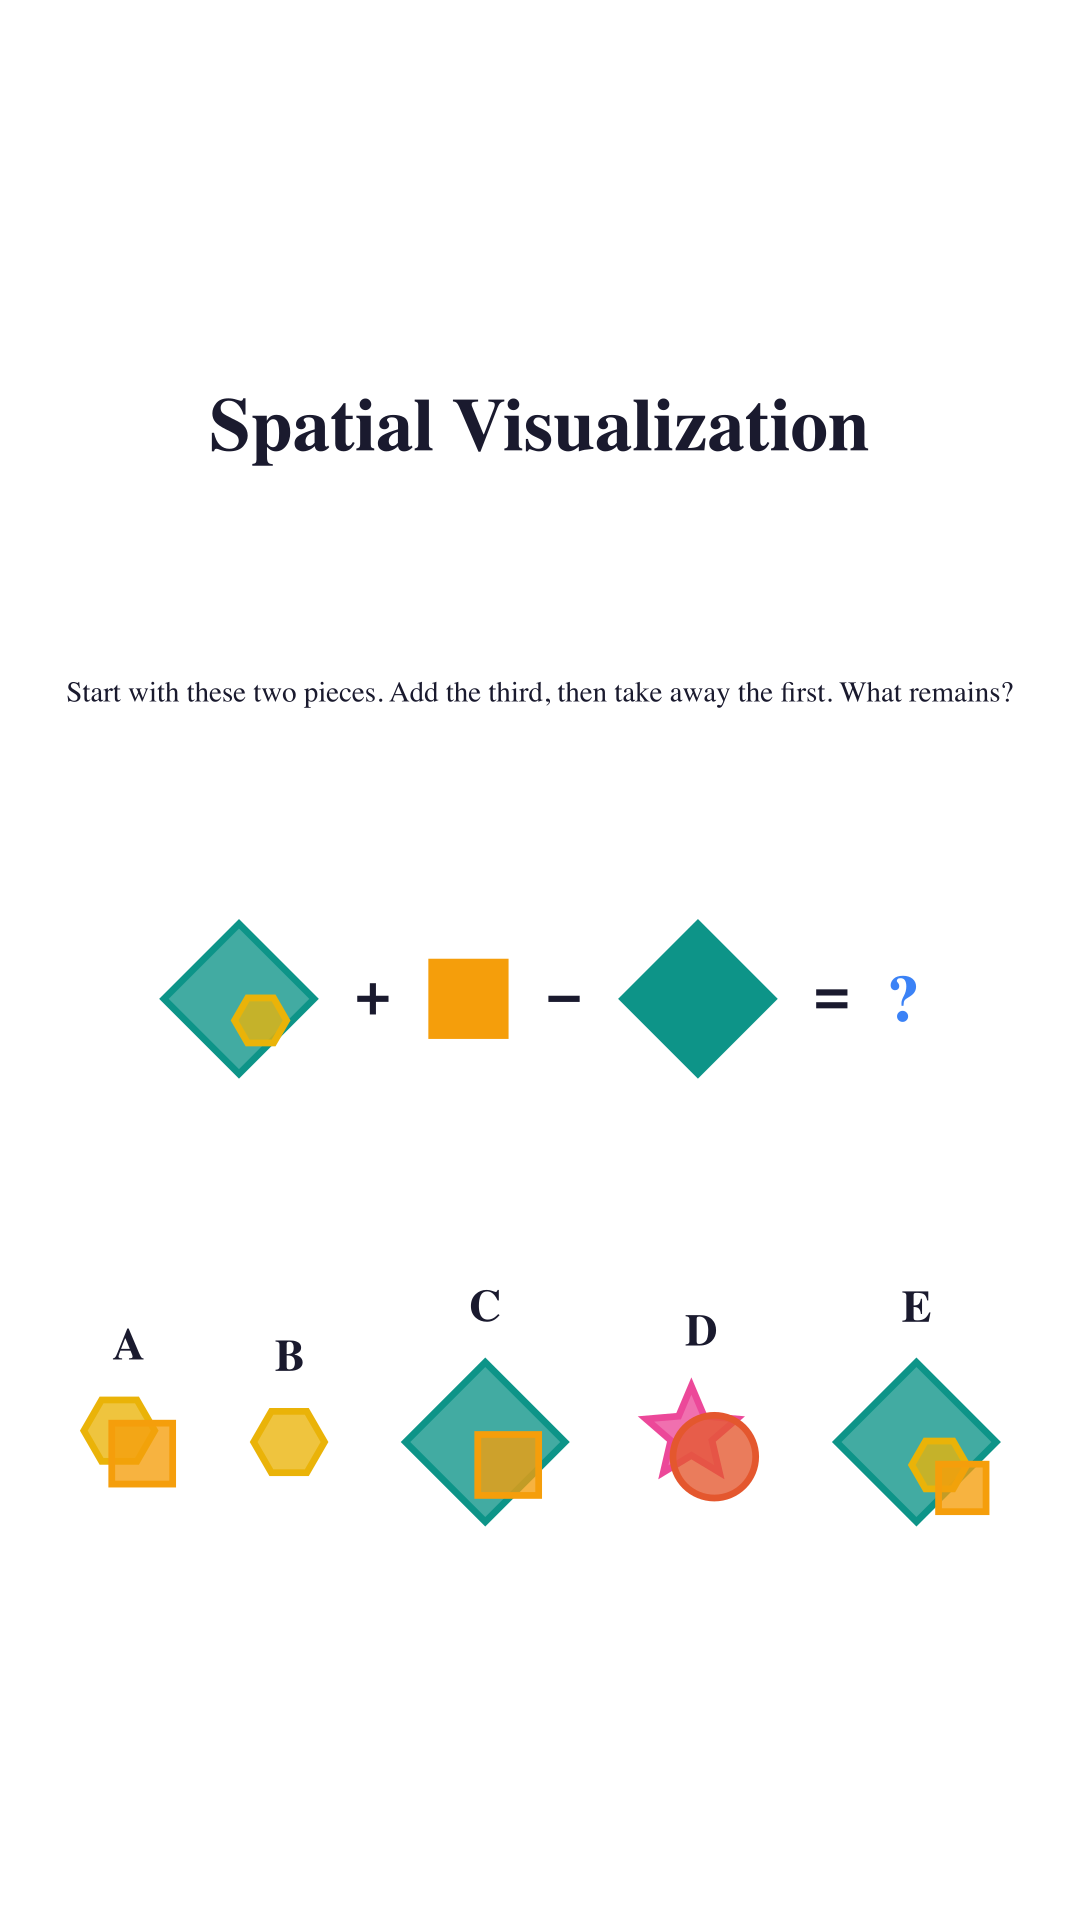 Spatial Visualization
Start with these two pieces. Add the third, then take away the first. What remains?
+ − = ?
A B C D E